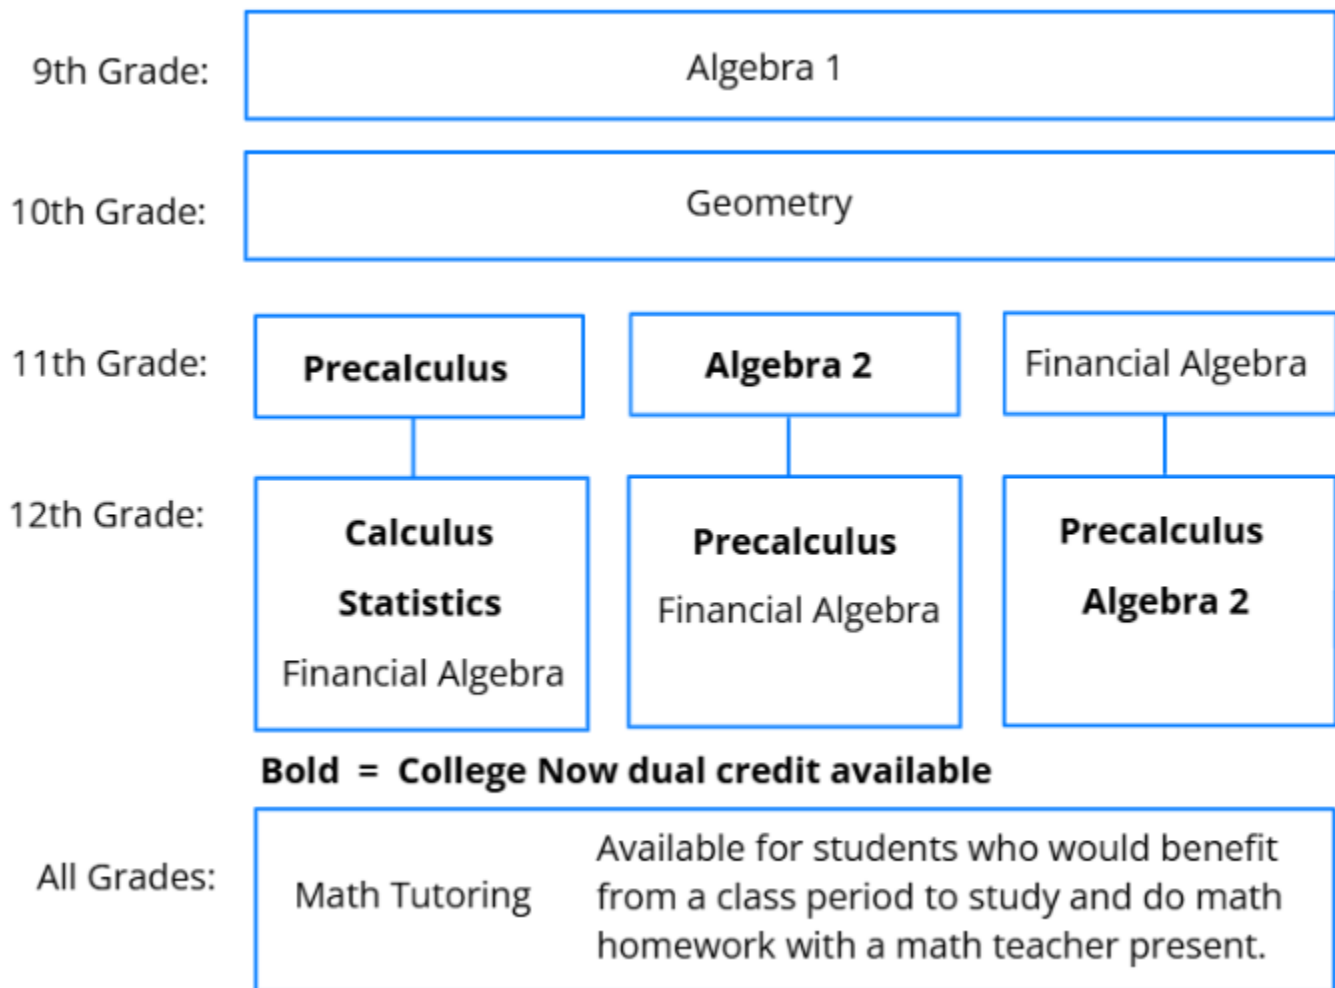 9th Grade:
Algebra 1
10th Grade:
Geometry
11th Grade:
Precalculus
Algebra 2
Financial Algebra
12th Grade:
Calculus
Statistics
Financial Algebra
Precalculus
Financial Algebra
Precalculus
Algebra 2
Bold = College Now dual credit available
All Grades:
Math Tutoring
Available for students who would benefit
from a class period to study and do math
homework with a math teacher present.